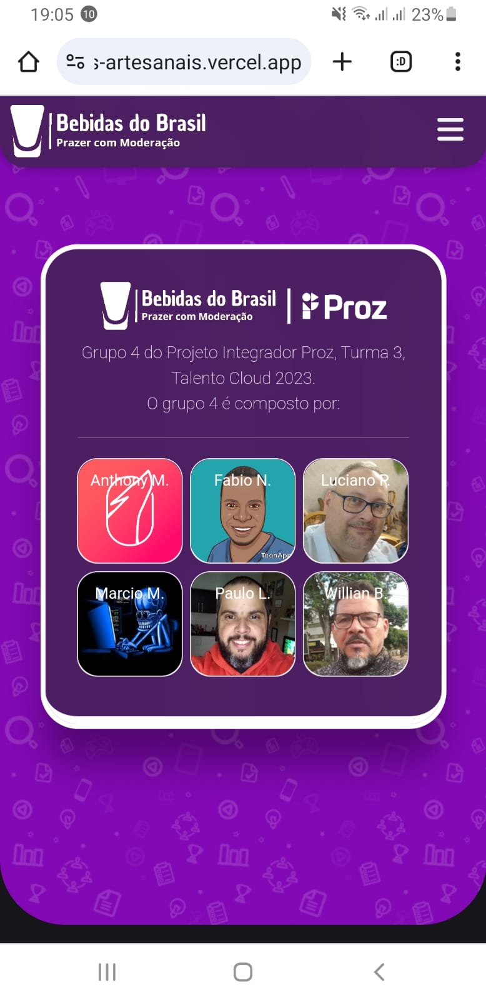 19:05 10 23%
s-artesanais.vercel.app :D
Bebidas do Brasil
Prazer com Moderação
Bebidas do Brasil | Proz
Prazer com Moderação
Grupo 4 do Projeto Integrador Proz, Turma 3,
Talento Cloud 2023.
O grupo 4 é composto por:
Anthony M. Fabio N. Luciano P.
ToonApp
Marcio M. Paulo L. Willian B.